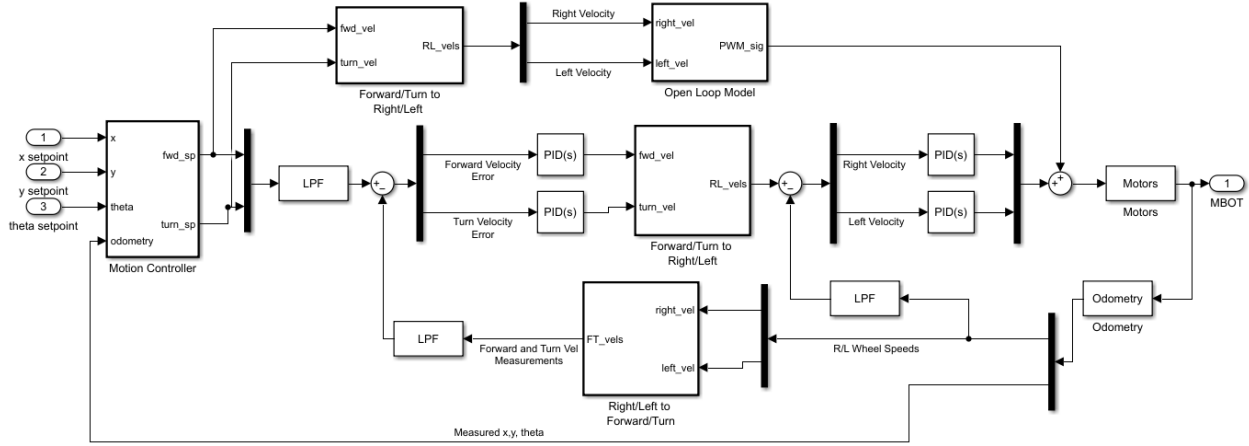 Right Velocity
fwd_vel
right_vel
RL_vels
PWM_sig
turn_vel
left_vel
Left Velocity
Forward/Turn to
Right/Left
Open Loop Model
1
x
x setpoint
fwd_sp
2
y
y setpoint
3
theta
theta setpoint
turn_sp
odometry
Motion Controller
LPF
+
−
Forward Velocity
Error
PID(s)
fwd_vel
Turn Velocity
Error
PID(s)
turn_vel
RL_vels
Forward/Turn to
Right/Left
+
−
Right Velocity
PID(s)
Left Velocity
PID(s)
+
+
Motors
Motors
1
MBOT
LPF
Odometry
Odometry
right_vel
LPF
FT_vels
Forward and Turn Vel
Measurements
R/L Wheel Speeds
left_vel
Right/Left to
Forward/Turn
Measured x,y, theta